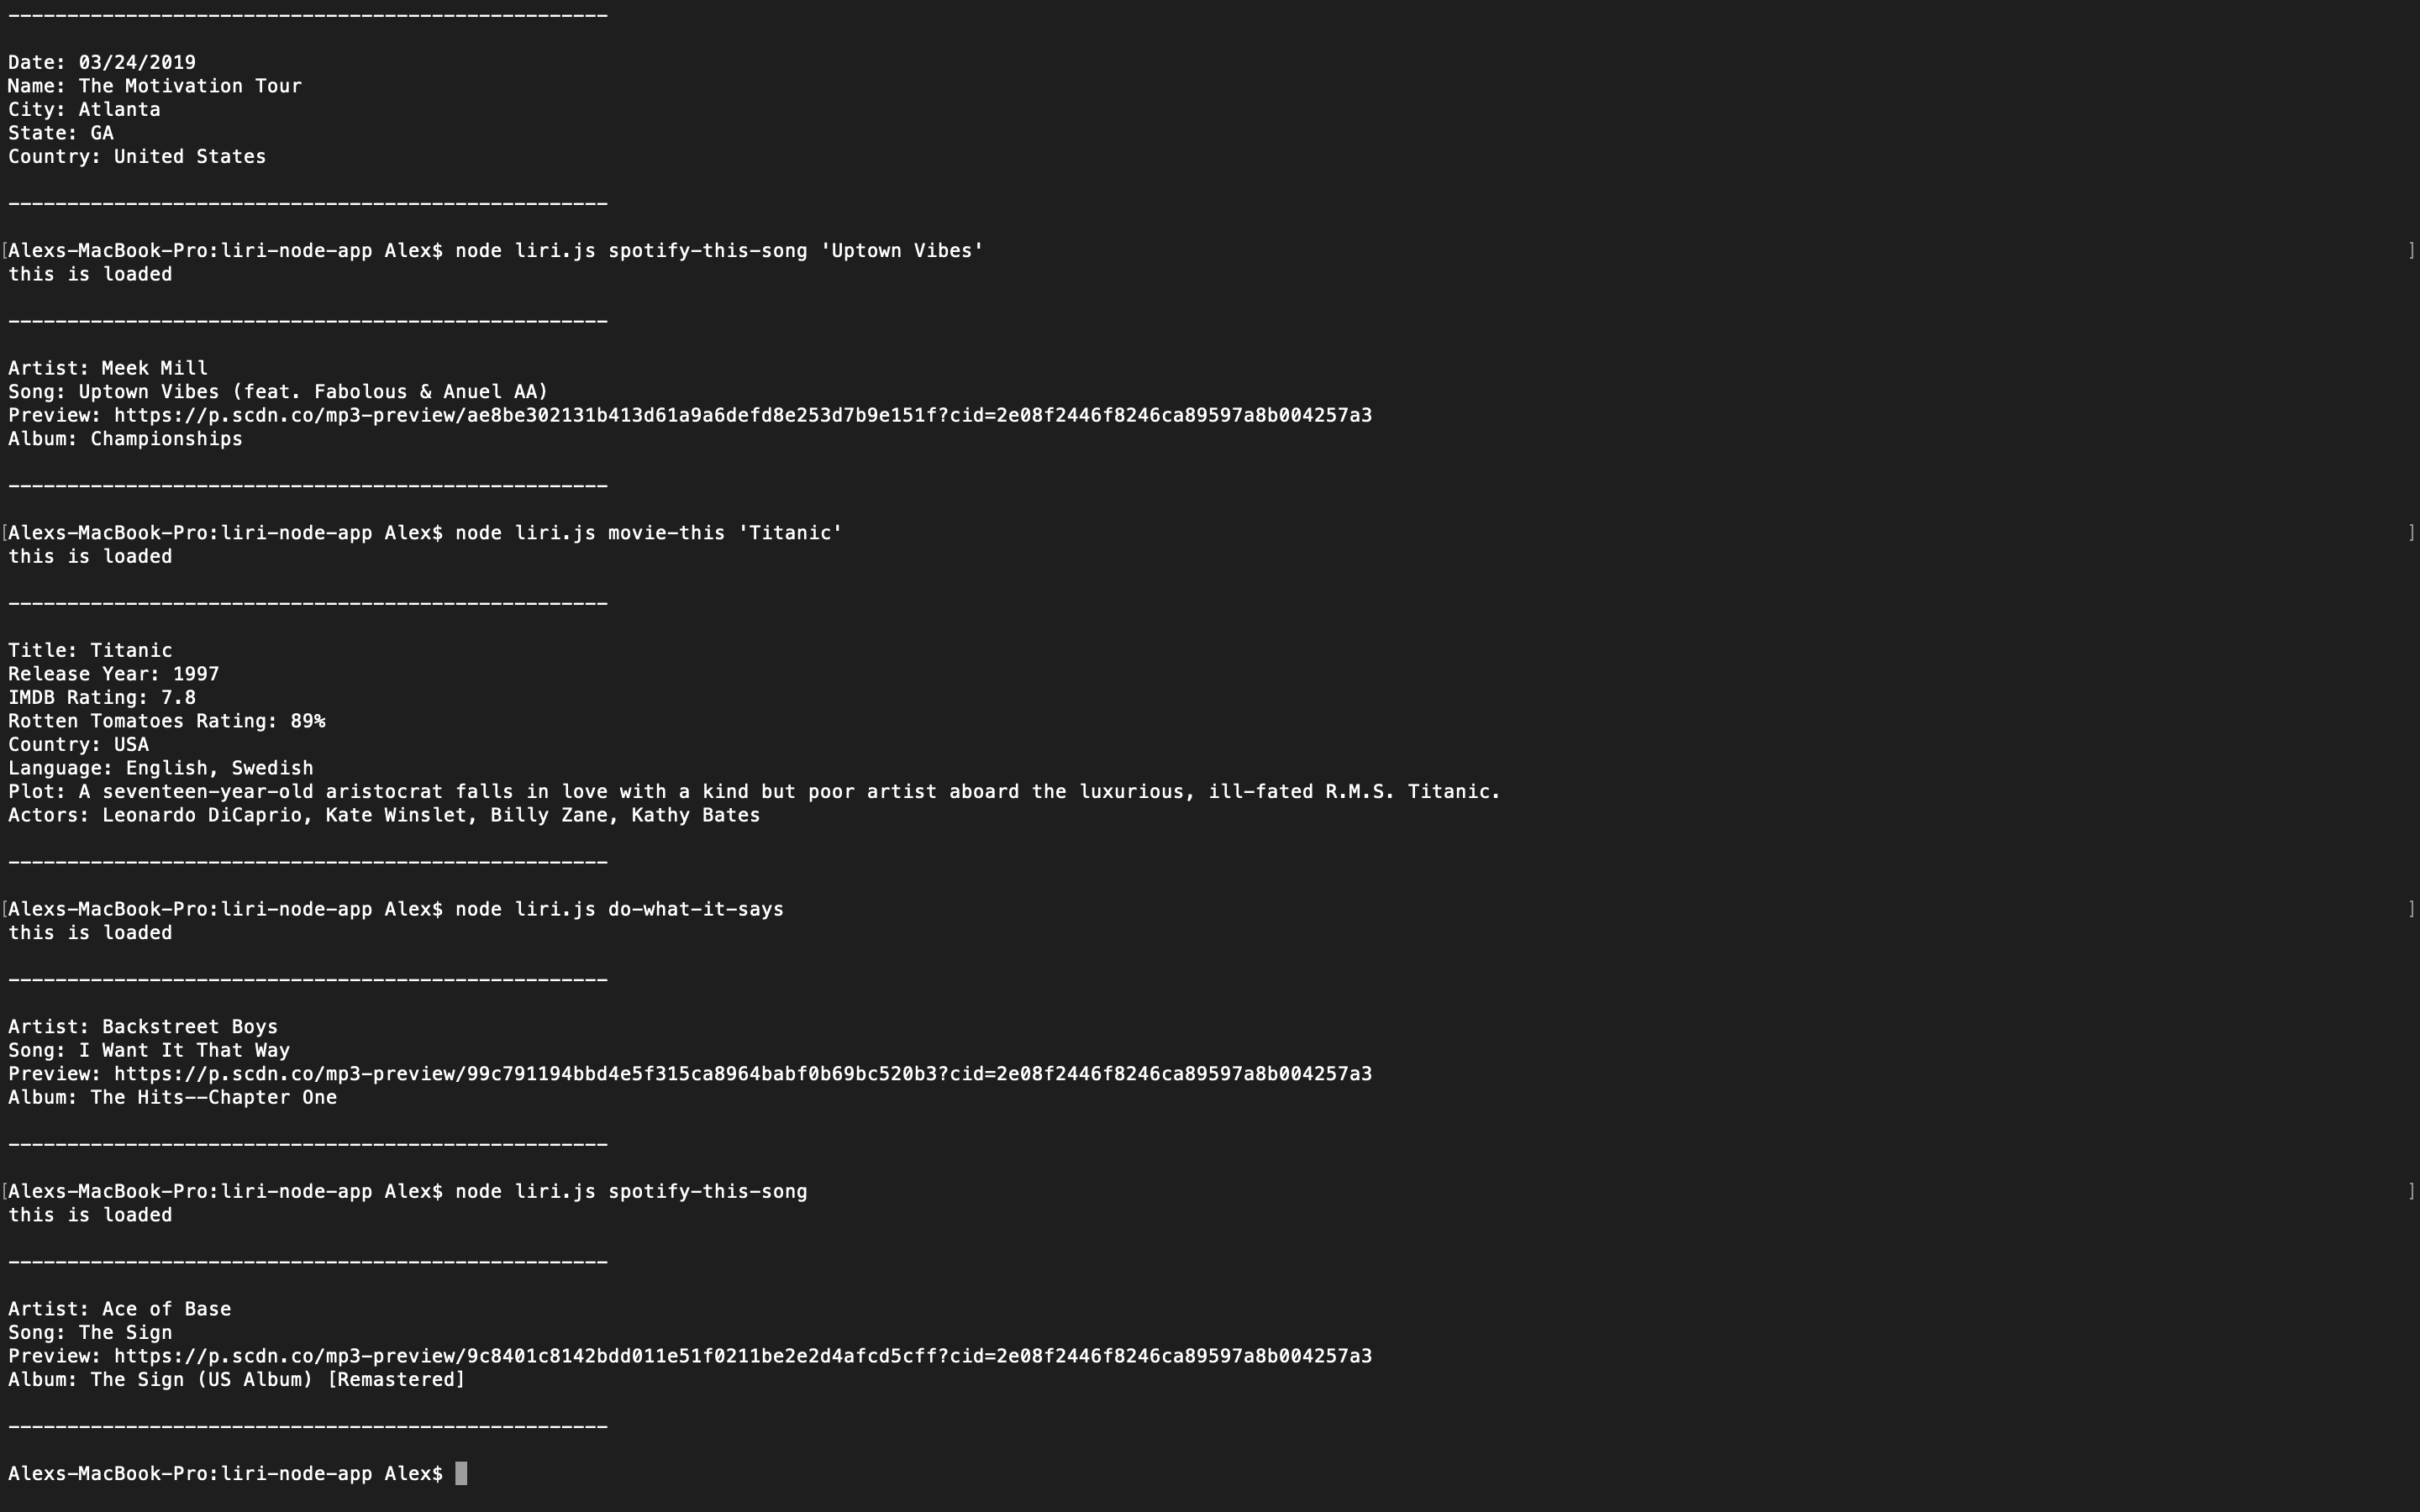 ---------------------------------------------------
Date: 03/24/2019
Name: The Motivation Tour
City: Atlanta
State: GA
Country: United States
---------------------------------------------------
[Alexs-MacBook-Pro:liri-node-app Alex$ node liri.js spotify-this-song 'Uptown Vibes' ]
this is loaded
---------------------------------------------------
Artist: Meek Mill
Song: Uptown Vibes (feat. Fabolous & Anuel AA)
Preview: https://p.scdn.co/mp3-preview/ae8be302131b413d61a9a6defd8e253d7b9e151f?cid=2e08f2446f8246ca89597a8b004257a3
Album: Championships
---------------------------------------------------
[Alexs-MacBook-Pro:liri-node-app Alex$ node liri.js movie-this 'Titanic' ]
this is loaded
---------------------------------------------------
Title: Titanic
Release Year: 1997
IMDB Rating: 7.8
Rotten Tomatoes Rating: 89%
Country: USA
Language: English, Swedish
Plot: A seventeen-year-old aristocrat falls in love with a kind but poor artist aboard the luxurious, ill-fated R.M.S. Titanic.
Actors: Leonardo DiCaprio, Kate Winslet, Billy Zane, Kathy Bates
---------------------------------------------------
[Alexs-MacBook-Pro:liri-node-app Alex$ node liri.js do-what-it-says ]
this is loaded
---------------------------------------------------
Artist: Backstreet Boys
Song: I Want It That Way
Preview: https://p.scdn.co/mp3-preview/99c791194bbd4e5f315ca8964babf0b69bc520b3?cid=2e08f2446f8246ca89597a8b004257a3
Album: The Hits--Chapter One
---------------------------------------------------
[Alexs-MacBook-Pro:liri-node-app Alex$ node liri.js spotify-this-song ]
this is loaded
---------------------------------------------------
Artist: Ace of Base
Song: The Sign
Preview: https://p.scdn.co/mp3-preview/9c8401c8142bdd011e51f0211be2e2d4afcd5cff?cid=2e08f2446f8246ca89597a8b004257a3
Album: The Sign (US Album) [Remastered]
---------------------------------------------------
Alexs-MacBook-Pro:liri-node-app Alex$